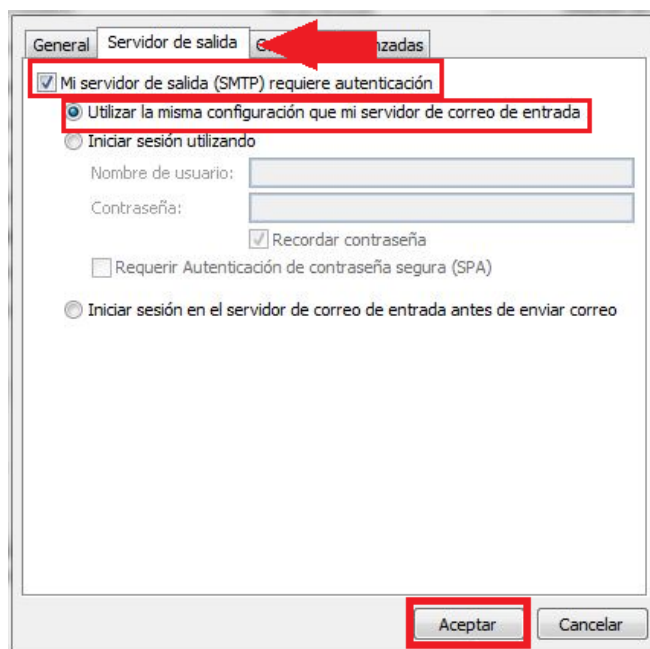 General Servidor de salida nzadas
Mi servidor de salida (SMTP) requiere autenticación
Utilizar la misma configuración que mi servidor de correo de entrada
Iniciar sesión utilizando
Nombre de usuario:
Contraseña:
Recordar contraseña
Requerir Autenticación de contraseña segura (SPA)
Iniciar sesión en el servidor de correo de entrada antes de enviar correo
Aceptar Cancelar